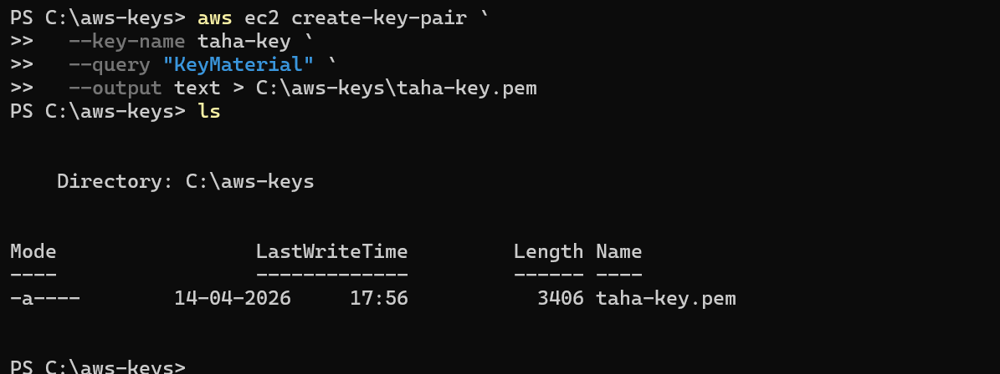 PS C:\aws-keys> aws ec2 create-key-pair `
>>   --key-name taha-key `
>>   --query "KeyMaterial" `
>>   --output text > C:\aws-keys\taha-key.pem
PS C:\aws-keys> ls
    Directory: C:\aws-keys
Mode                 LastWriteTime         Length Name
----                 -------------         ------ ----
-a----        14-04-2026     17:56           3406 taha-key.pem
PS C:\aws-keys>